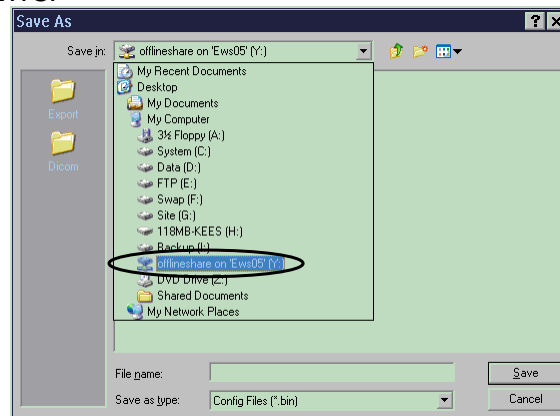 Save As
Save in:
offlineshare on 'Ews05' (Y:)
My Recent Documents
Desktop
My Documents
My Computer
3½ Floppy (A:)
System (C:)
Data (D:)
FTP (E:)
Swap (F:)
Site (G:)
118MB-KEES (H:)
Backup (I:)
offlineshare on 'Ews05' (Y:)
DVD Drive (Z:)
Shared Documents
My Network Places
Export
Dicom
File name:
Save
Save as type:
Config Files (*.bin)
Cancel